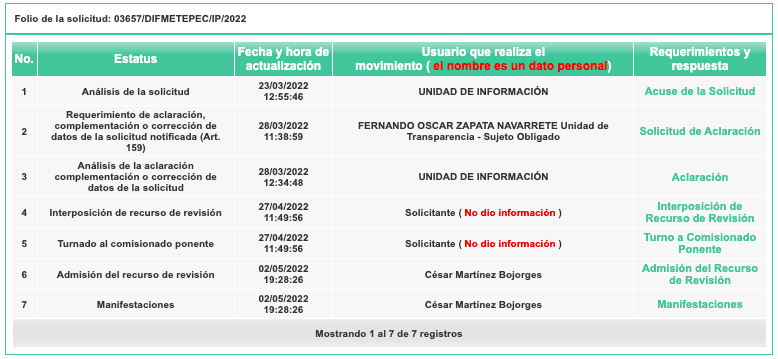 Folio de la solicitud: 03657/DIFMETEPEC/IP/2022
No. Estatus Fecha y hora de actualización Usuario que realiza el movimiento ( el nombre es un dato personal) Requerimientos y respuesta
1 Análisis de la solicitud 23/03/2022 12:55:46 UNIDAD DE INFORMACIÓN Acuse de la Solicitud
2 Requerimiento de aclaración, complementación o corrección de datos de la solicitud notificada (Art. 159) 28/03/2022 11:38:59 FERNANDO OSCAR ZAPATA NAVARRETE Unidad de Transparencia - Sujeto Obligado Solicitud de Aclaración
3 Análisis de la aclaración complementación o corrección de datos de la solicitud 28/03/2022 12:34:48 UNIDAD DE INFORMACIÓN Aclaración
4 Interposición de recurso de revisión 27/04/2022 11:49:56 Solicitante ( No dio información ) Interposición de Recurso de Revisión
5 Turnado al comisionado ponente 27/04/2022 11:49:56 Solicitante ( No dio información ) Turno a Comisionado Ponente
6 Admisión del recurso de revisión 02/05/2022 19:28:26 César Martínez Bojorges Admisión del Recurso de Revisión
7 Manifestaciones 02/05/2022 19:28:26 César Martínez Bojorges Manifestaciones
Mostrando 1 al 7 de 7 registros